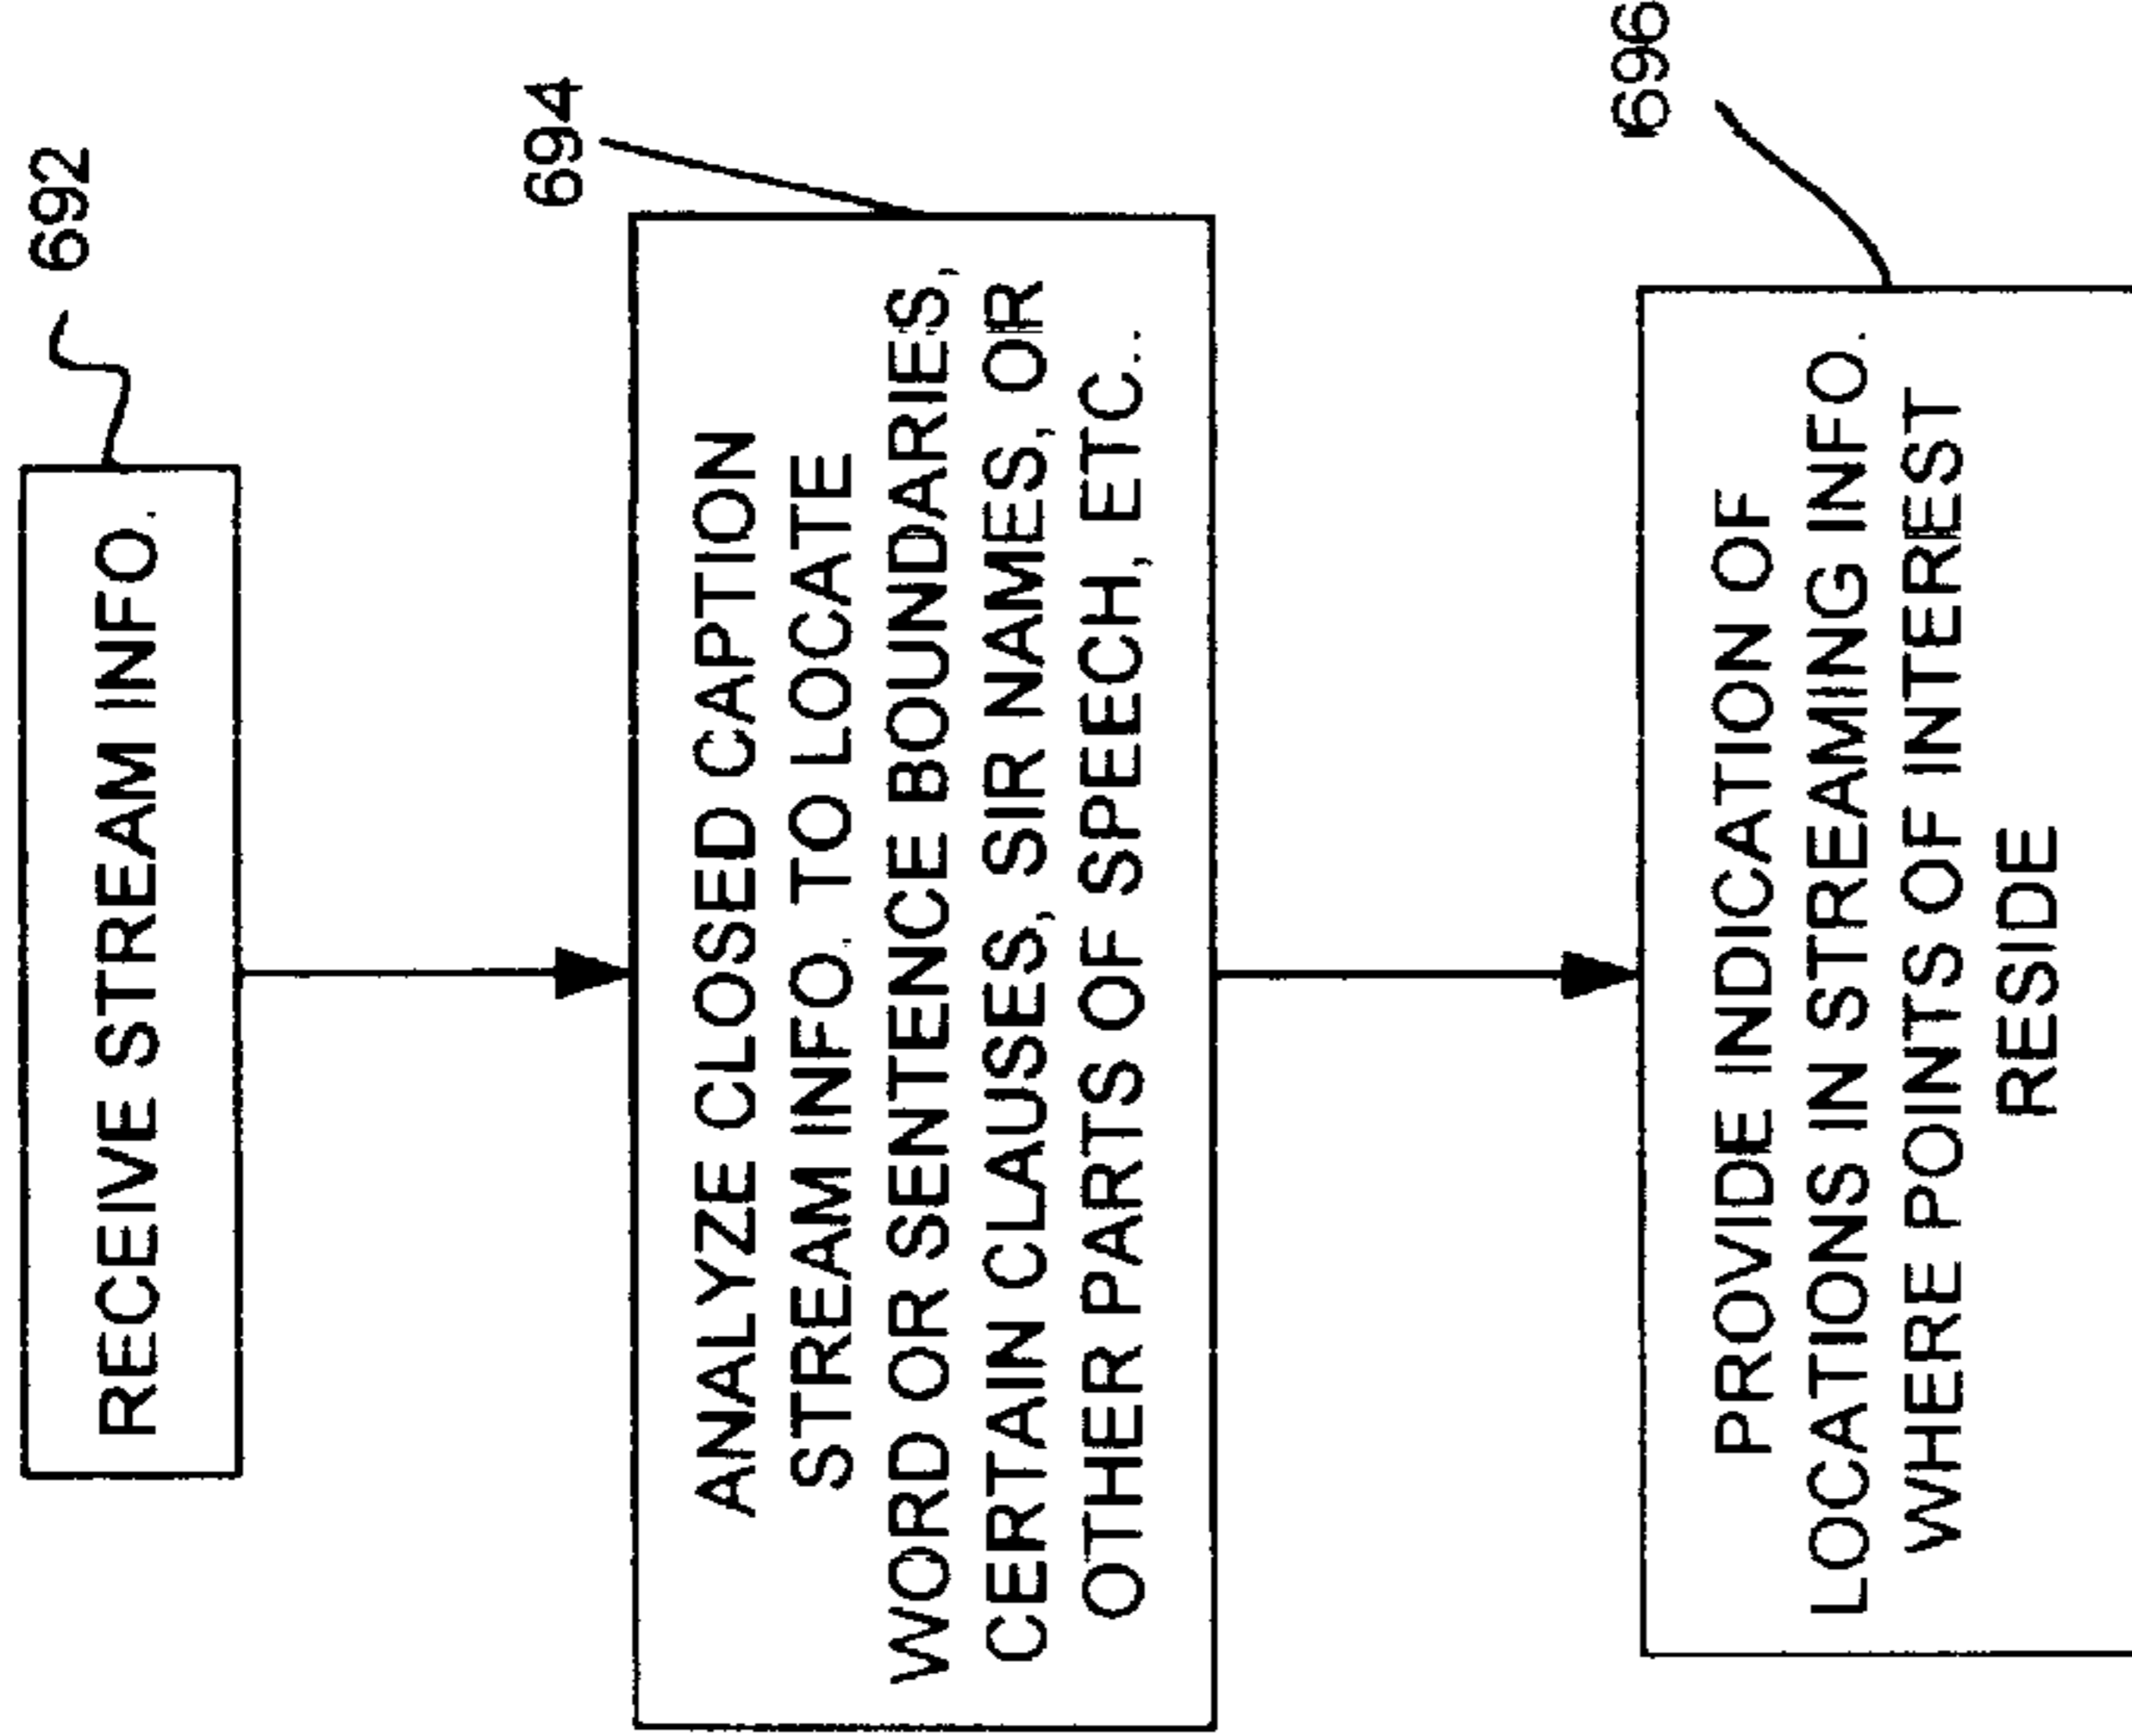 692
RECEIVE STREAM INFO.
694
ANALYZE CLOSED CAPTION
STREAM INFO. TO LOCATE
WORD OR SENTENCE BOUNDARIES,
CERTAIN CLAUSES, SIR NAMES, OR
OTHER PARTS OF SPEECH, ETC..
696
PROVIDE INDICATION OF
LOCATIONS IN STREAMING INFO.
WHERE POINTS OF INTEREST
RESIDE